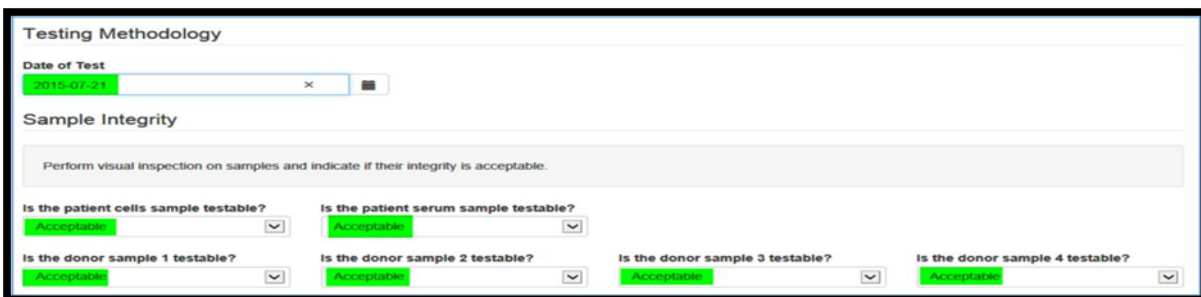 Testing Methodology
Date of Test
2015-07-21 ×
Sample Integrity
Perform visual inspection on samples and indicate if their integrity is acceptable.
Is the patient cells sample testable? Is the patient serum sample testable?
Acceptable Acceptable
Is the donor sample 1 testable? Is the donor sample 2 testable? Is the donor sample 3 testable? Is the donor sample 4 testable?
Acceptable Acceptable Acceptable Acceptable